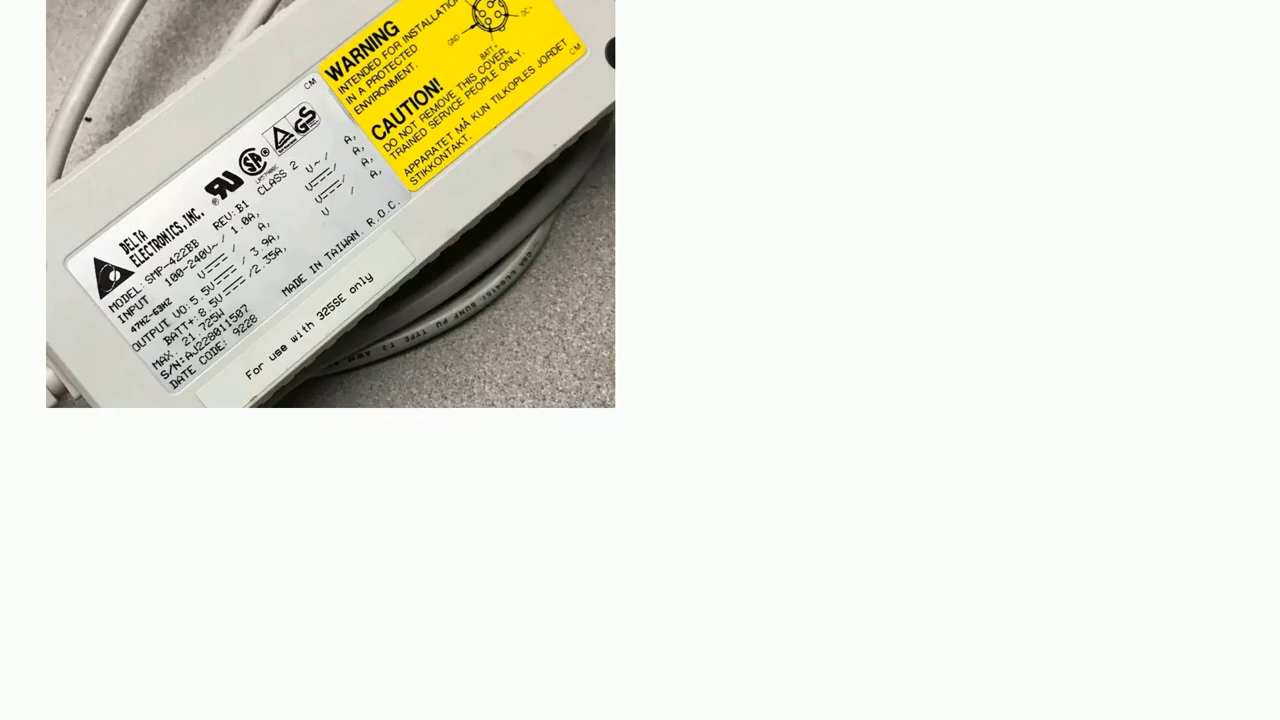 DELTA
ELECTRONICS, INC.
MODEL: SMP-422BB REV: B1
CLASS 2
INPUT 100-240V~/ 1.0A, V~/ A,
47HZ-63HZ V / A, V / A,
OUTPUT VO: 5.5V / 3.9A, V / A,
BATT+: 8.5V /2.35A, V / A,
MAX. 21.725W
S/N: AJ228011507
DATE CODE: 9228
MADE IN TAIWAN. R.O.C.
CM
GS
For use with 325SE only
WARNING
INTENDED FOR INSTALLATION
IN A PROTECTED
ENVIRONMENT.
GND
BATT+
DC+
CAUTION!
DO NOT REMOVE THIS COVER.
TRAINED SERVICE PEOPLE ONLY.
APPARATET MÅ KUN TILKOPLES JORDET
STIKKONTAKT.
CM